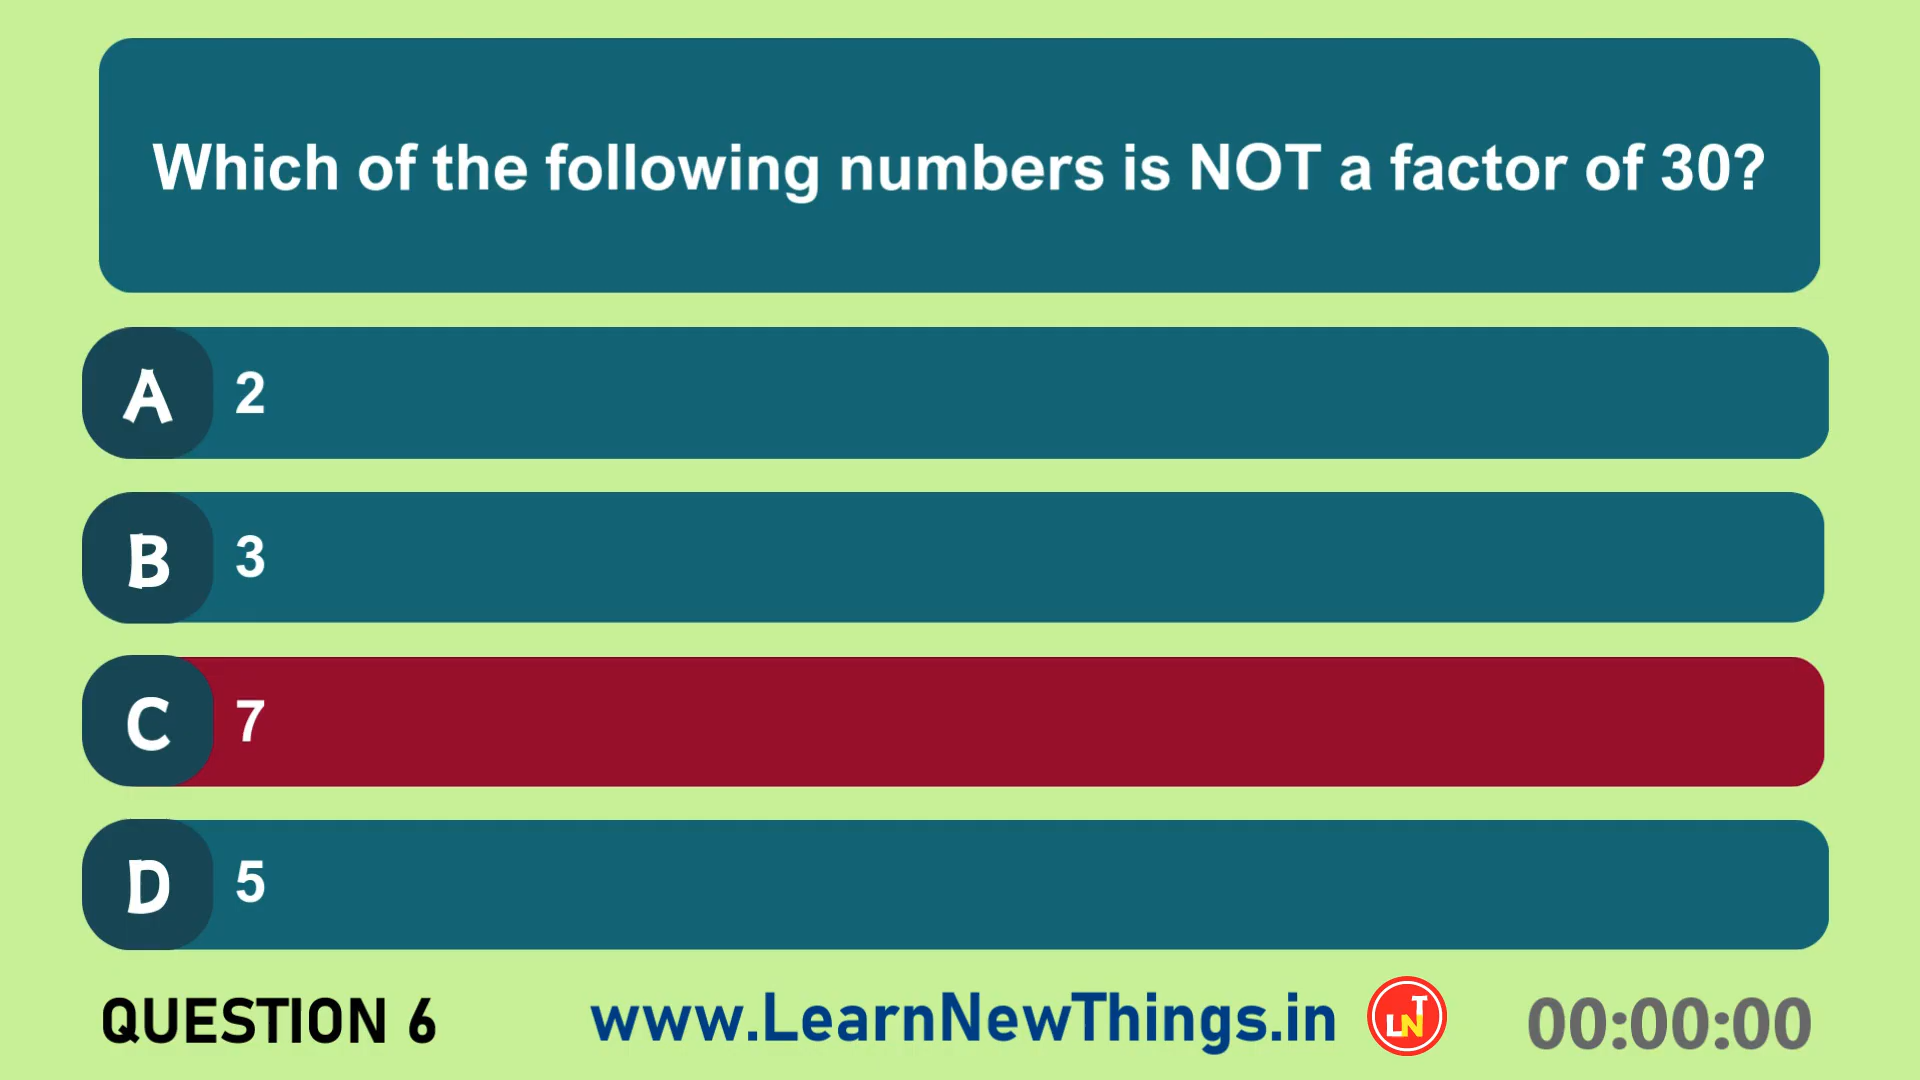 Which of the following numbers is NOT a factor of 30?
A 2
B 3
C 7
D 5
QUESTION 6 www.LearnNewThings.in LNT 00:00:00